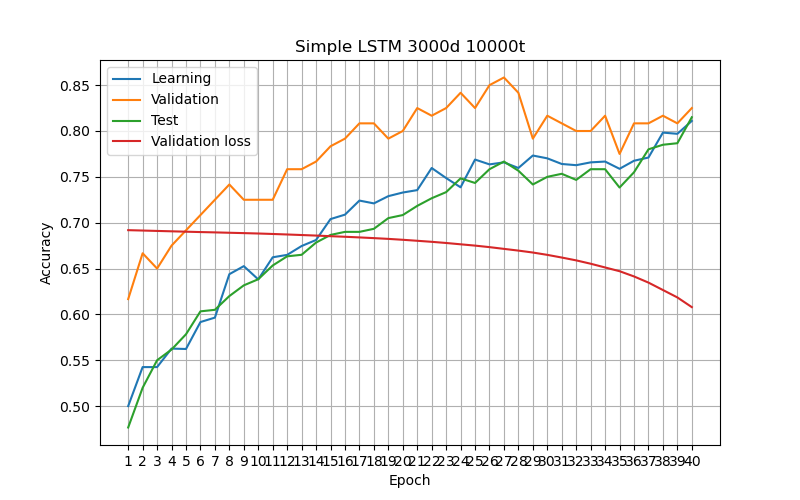 Simple LSTM 3000d 10000t
Learning
Validation
Test
Validation loss
Accuracy
0.85
0.80
0.75
0.70
0.65
0.60
0.55
0.50
1 2 3 4 5 6 7 8 9 10 11 12 13 14 15 16 17 18 19 20 21 22 23 24 25 26 27 28 29 30 31 32 33 34 35 36 37 38 39 40
Epoch